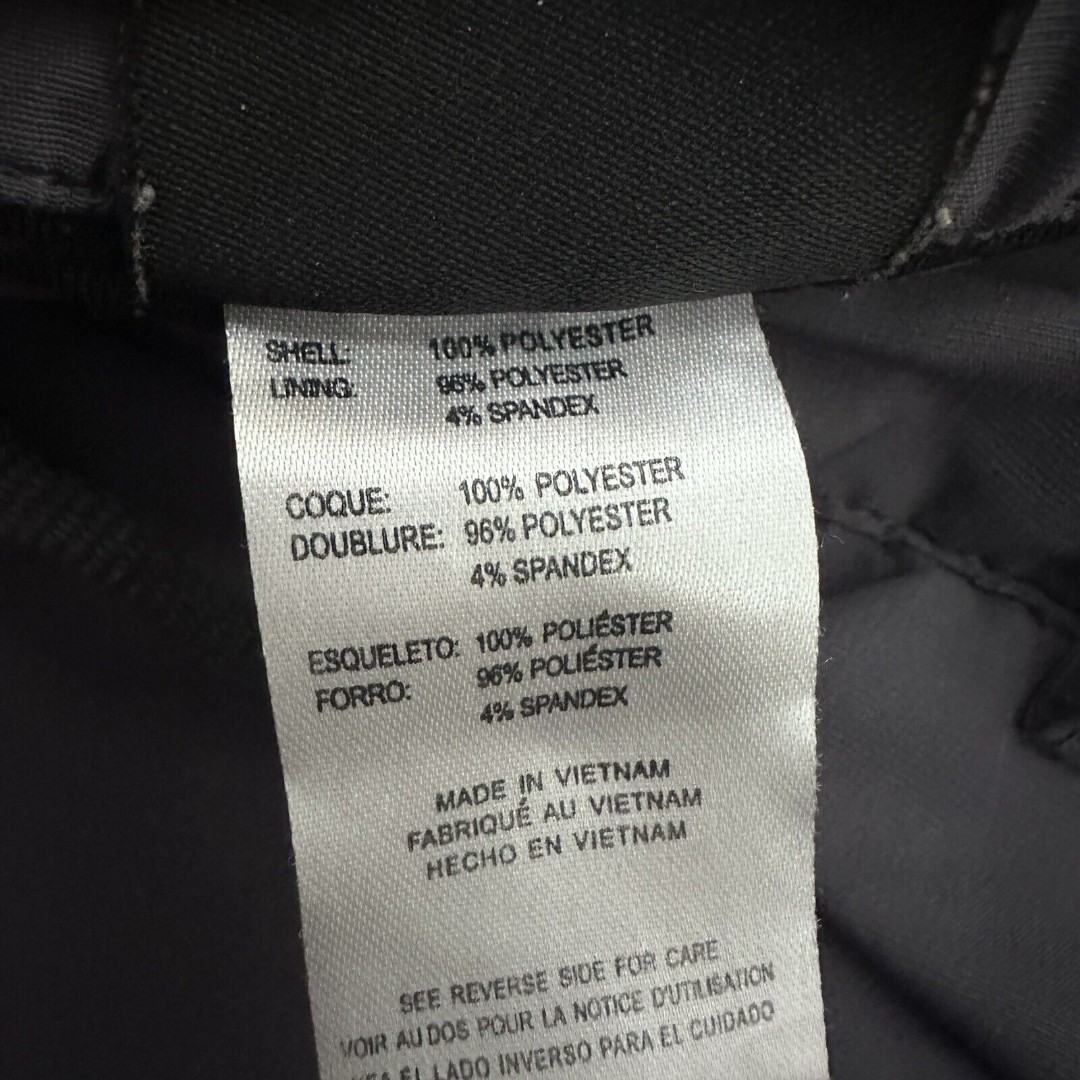 SHELL: 100% POLYESTER
LINING: 96% POLYESTER
4% SPANDEX
COQUE: 100% POLYESTER
DOUBLURE: 96% POLYESTER
4% SPANDEX
ESQUELETO: 100% POLIÉSTER
FORRO: 96% POLIÉSTER
4% SPANDEX
MADE IN VIETNAM
FABRIQUÉ AU VIETNAM
HECHO EN VIETNAM
SEE REVERSE SIDE FOR CARE
VOIR AU DOS POUR LA NOTICE D'UTILISATION
EL LADO INVERSO PARA EL CUIDADO